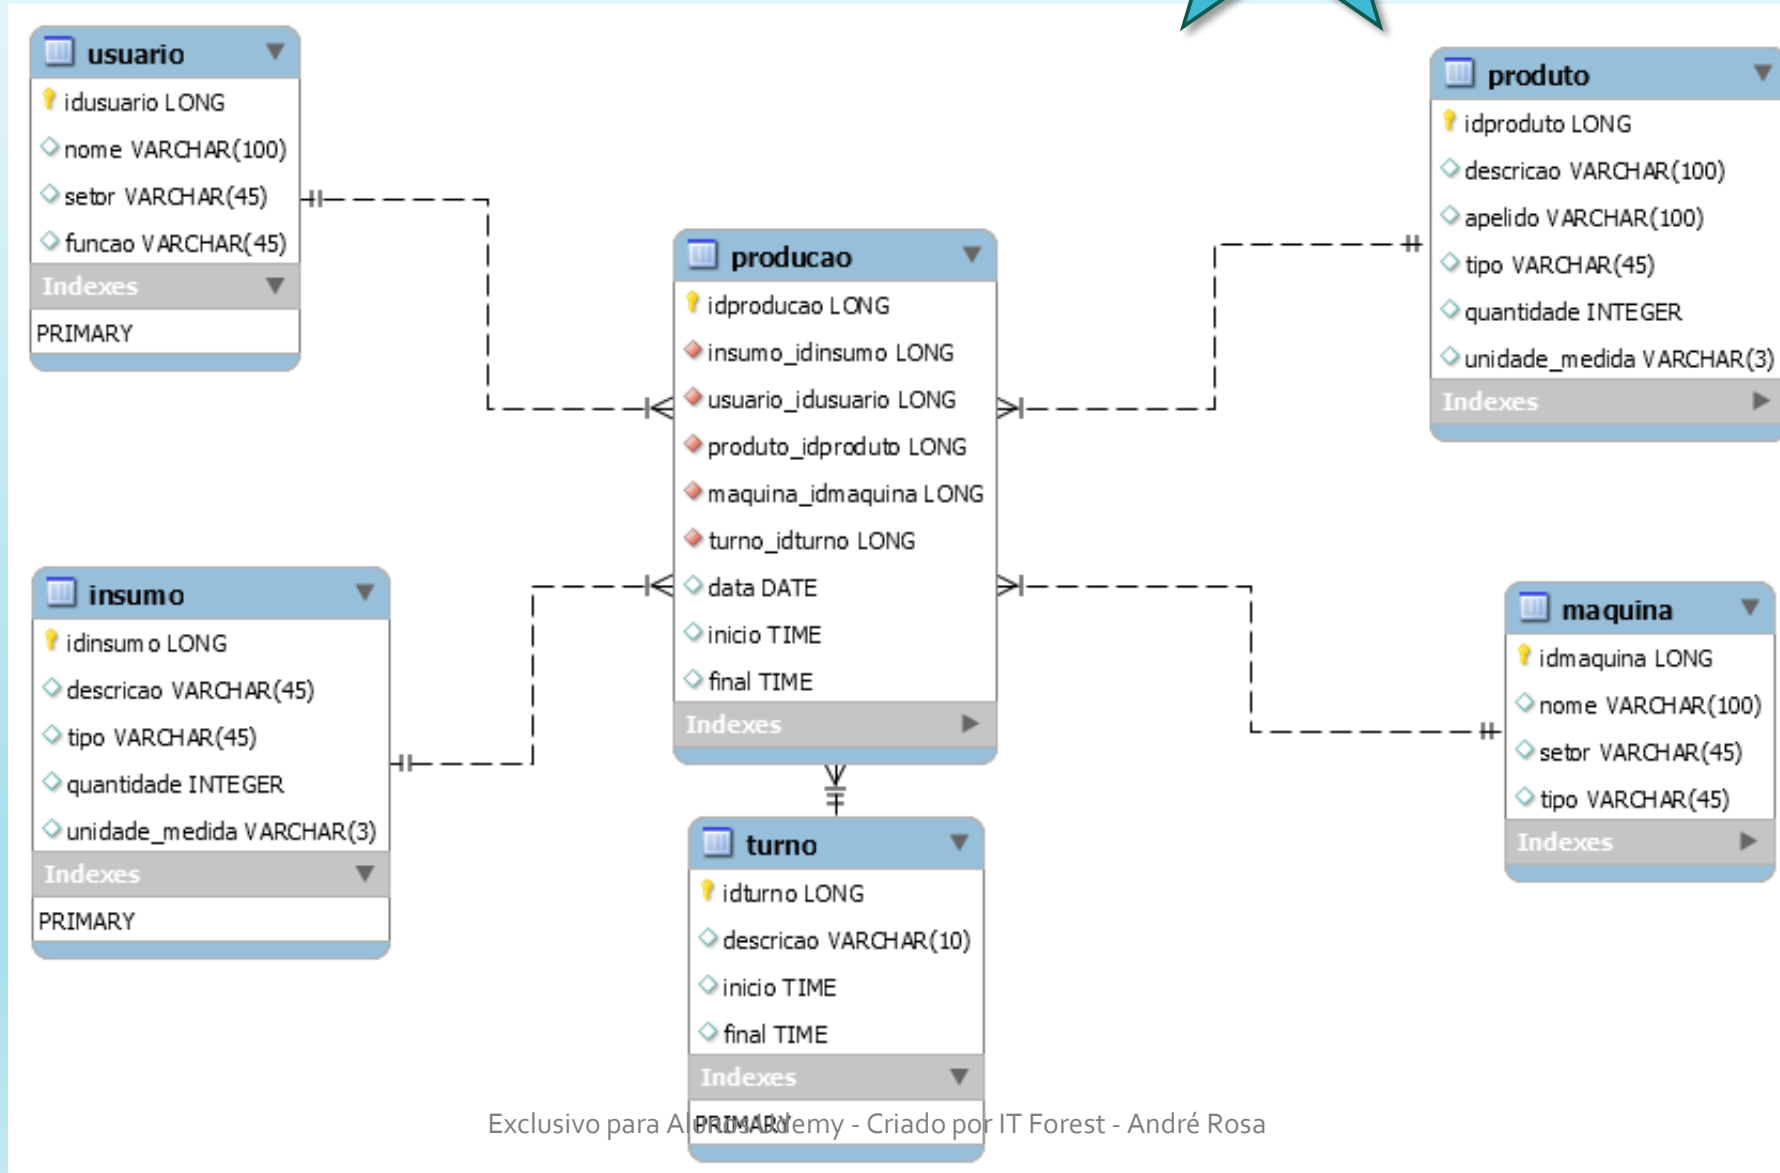 usuario
idusuario LONG
nome VARCHAR(100)
setor VARCHAR(45)
funcao VARCHAR(45)
Indexes
PRIMARY
produto
idproduto LONG
descricao VARCHAR(100)
apelido VARCHAR(100)
tipo VARCHAR(45)
quantidade INTEGER
unidade_medida VARCHAR(3)
Indexes
producao
idproducao LONG
insumo_idinsumo LONG
usuario_idusuario LONG
produto_idproduto LONG
maquina_idmaquina LONG
turno_idturno LONG
data DATE
inicio TIME
final TIME
Indexes
insumo
idinsumo LONG
descricao VARCHAR(45)
tipo VARCHAR(45)
quantidade INTEGER
unidade_medida VARCHAR(3)
Indexes
PRIMARY
maquina
idmaquina LONG
nome VARCHAR(100)
setor VARCHAR(45)
tipo VARCHAR(45)
Indexes
turno
idturno LONG
descricao VARCHAR(10)
inicio TIME
final TIME
Indexes
PRIMARY
Exclusivo para Alunos Udemy - Criado por IT Forest - André Rosa